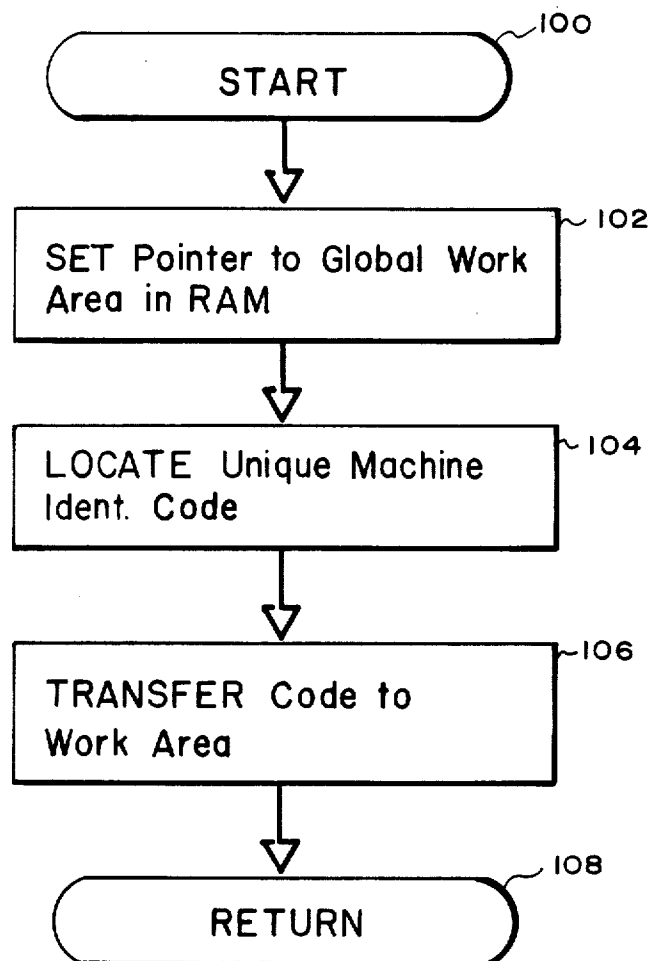 100
START
102
SET Pointer to Global Work
Area in RAM
104
LOCATE Unique Machine
Ident. Code
106
TRANSFER Code to
Work Area
108
RETURN